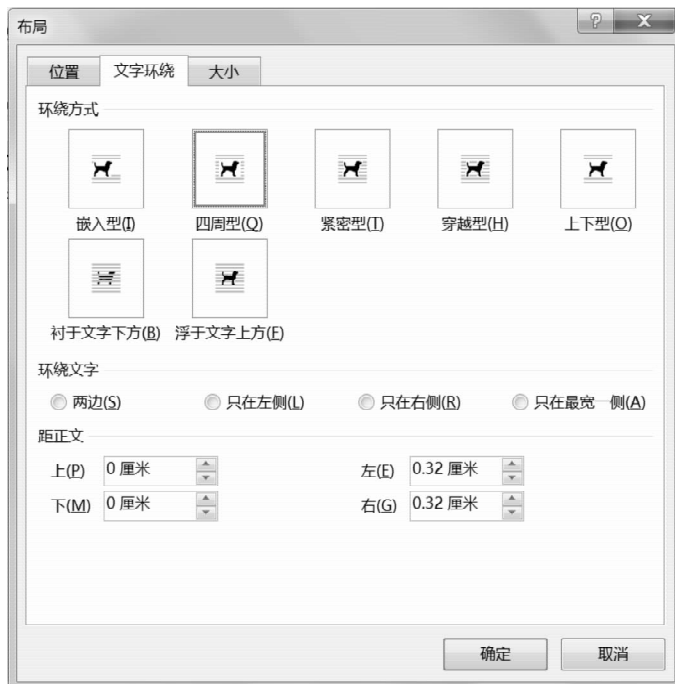 布局
位置 文字环绕 大小
环绕方式
嵌入型(I) 四周型(Q) 紧密型(T) 穿越型(H) 上下型(O)
衬于文字下方(B) 浮于文字上方(F)
环绕文字
两边(S) 只在左侧(L) 只在右侧(R) 只在最宽一侧(A)
距正文
上(P) 0 厘米 左(E) 0.32 厘米
下(M) 0 厘米 右(G) 0.32 厘米
确定 取消